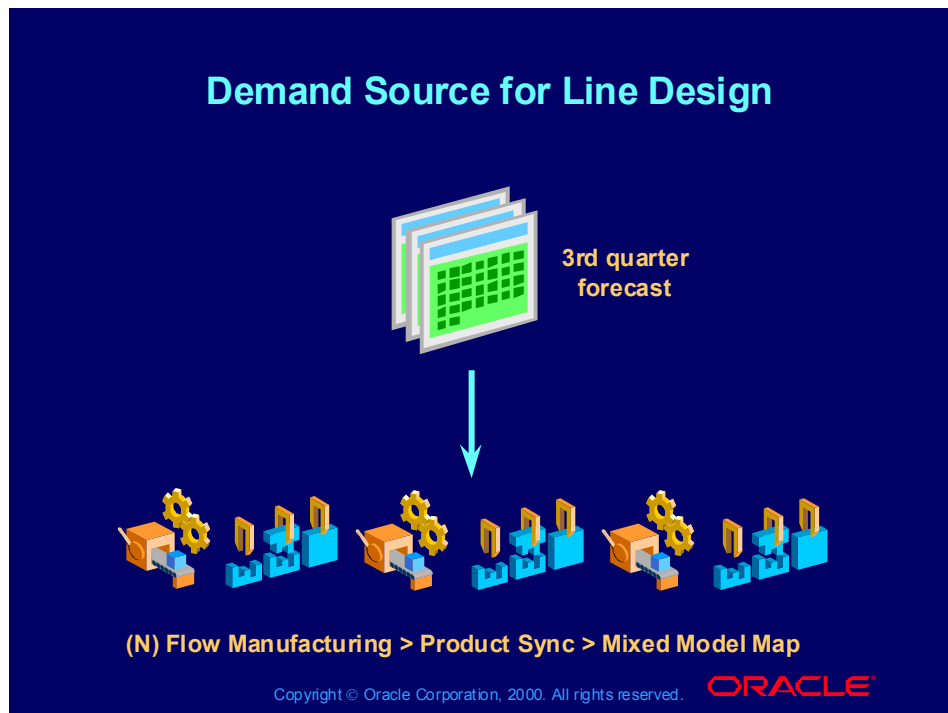 Demand Source for Line Design
3rd quarter
forecast
(N) Flow Manufacturing > Product Sync > Mixed Model Map
Copyright © Oracle Corporation, 2000. All rights reserved.
ORACLE®